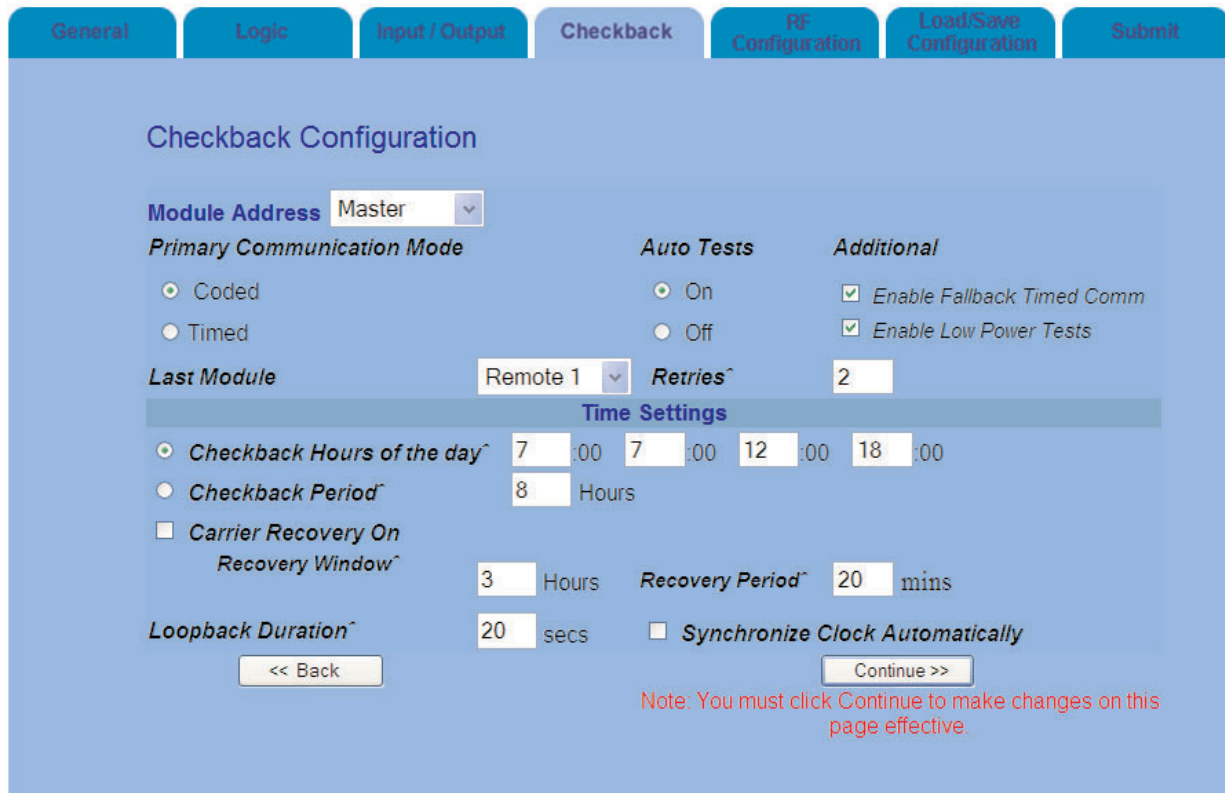 General Logic Input / Output Checkback RF Configuration Load/Save Configuration Submit
Checkback Configuration
Module Address Master
Primary Communication Mode Auto Tests Additional
Coded On Enable Fallback Timed Comm
Timed Off Enable Low Power Tests
Last Module Remote 1 Retries^ 2
Time Settings
Checkback Hours of the day^ 7 :00 7 :00 12 :00 18 :00
Checkback Period^ 8 Hours
Carrier Recovery On
Recovery Window^ 3 Hours Recovery Period^ 20 mins
Loopback Duration^ 20 secs Synchronize Clock Automatically
<< Back Continue >>
Note: You must click Continue to make changes on this
page effective.